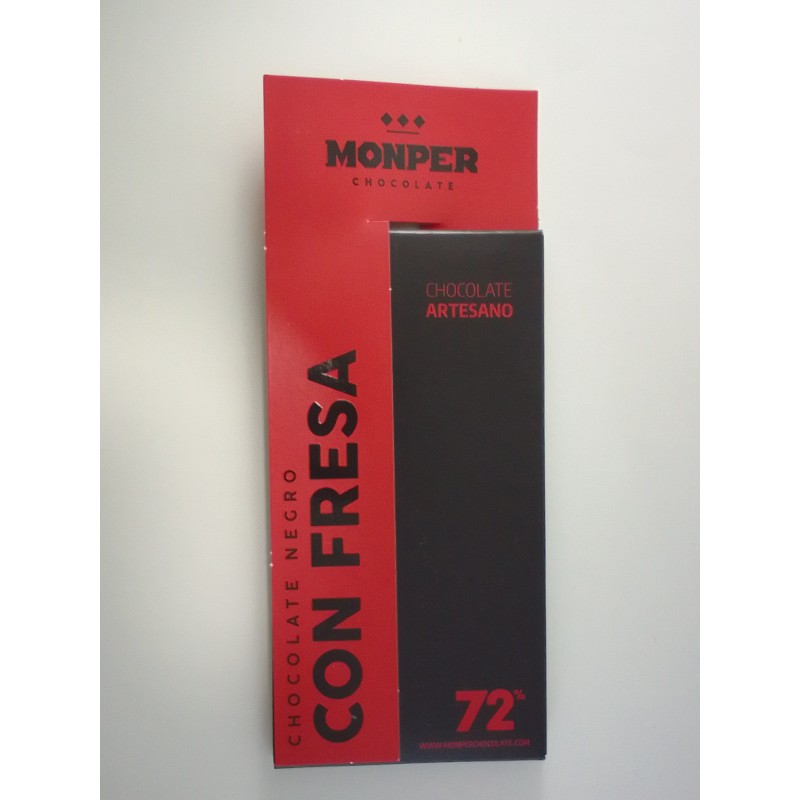 MONPER
CHOCOLATE
CHOCOLATE
ARTESANO
CHOCOLATE NEGRO
CON FRESA
72%
WWW.MONPERCHOCOLATE.COM